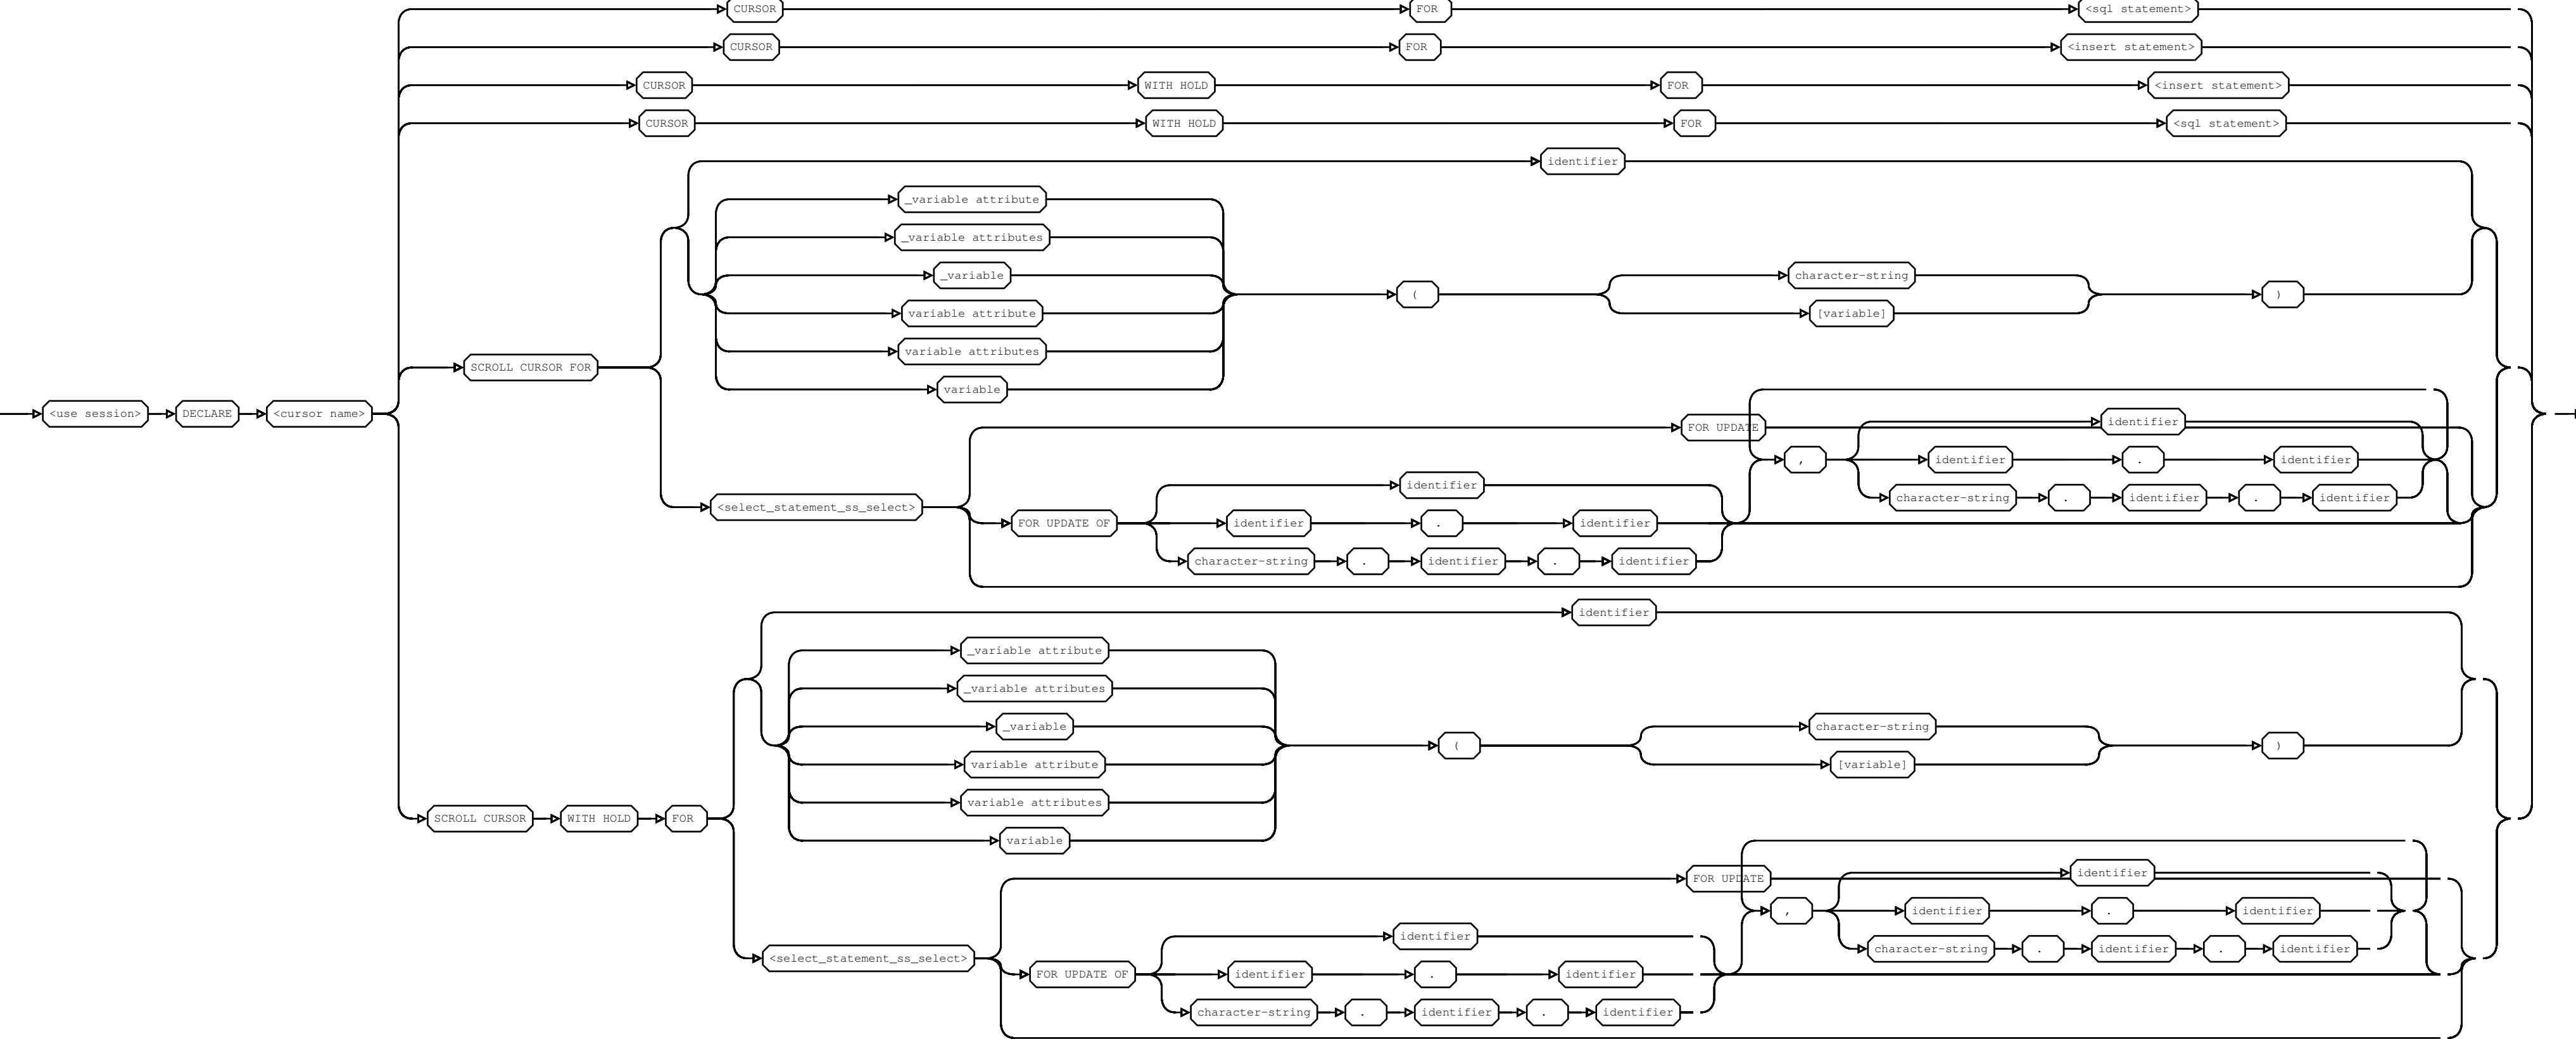 CURSOR FOR <sql statement>
CURSOR FOR <insert statement>
CURSOR WITH HOLD FOR <insert statement>
CURSOR WITH HOLD FOR <sql statement>
identifier
_variable attribute
_variable attributes
_variable character-string
( )
variable attribute [variable]
variable attributes
SCROLL CURSOR FOR
variable
<use session> DECLARE <cursor name>
identifier
FOR UPDATE
, identifier . identifier
identifier
character-string . identifier . identifier
<select_statement_ss_select>
FOR UPDATE OF identifier . identifier
character-string . identifier . identifier
identifier
_variable attribute
_variable attributes
_variable character-string
( )
variable attribute [variable]
variable attributes
SCROLL CURSOR WITH HOLD FOR
variable
identifier
FOR UPDATE
, identifier . identifier
identifier
character-string . identifier . identifier
<select_statement_ss_select>
FOR UPDATE OF identifier . identifier
character-string . identifier . identifier